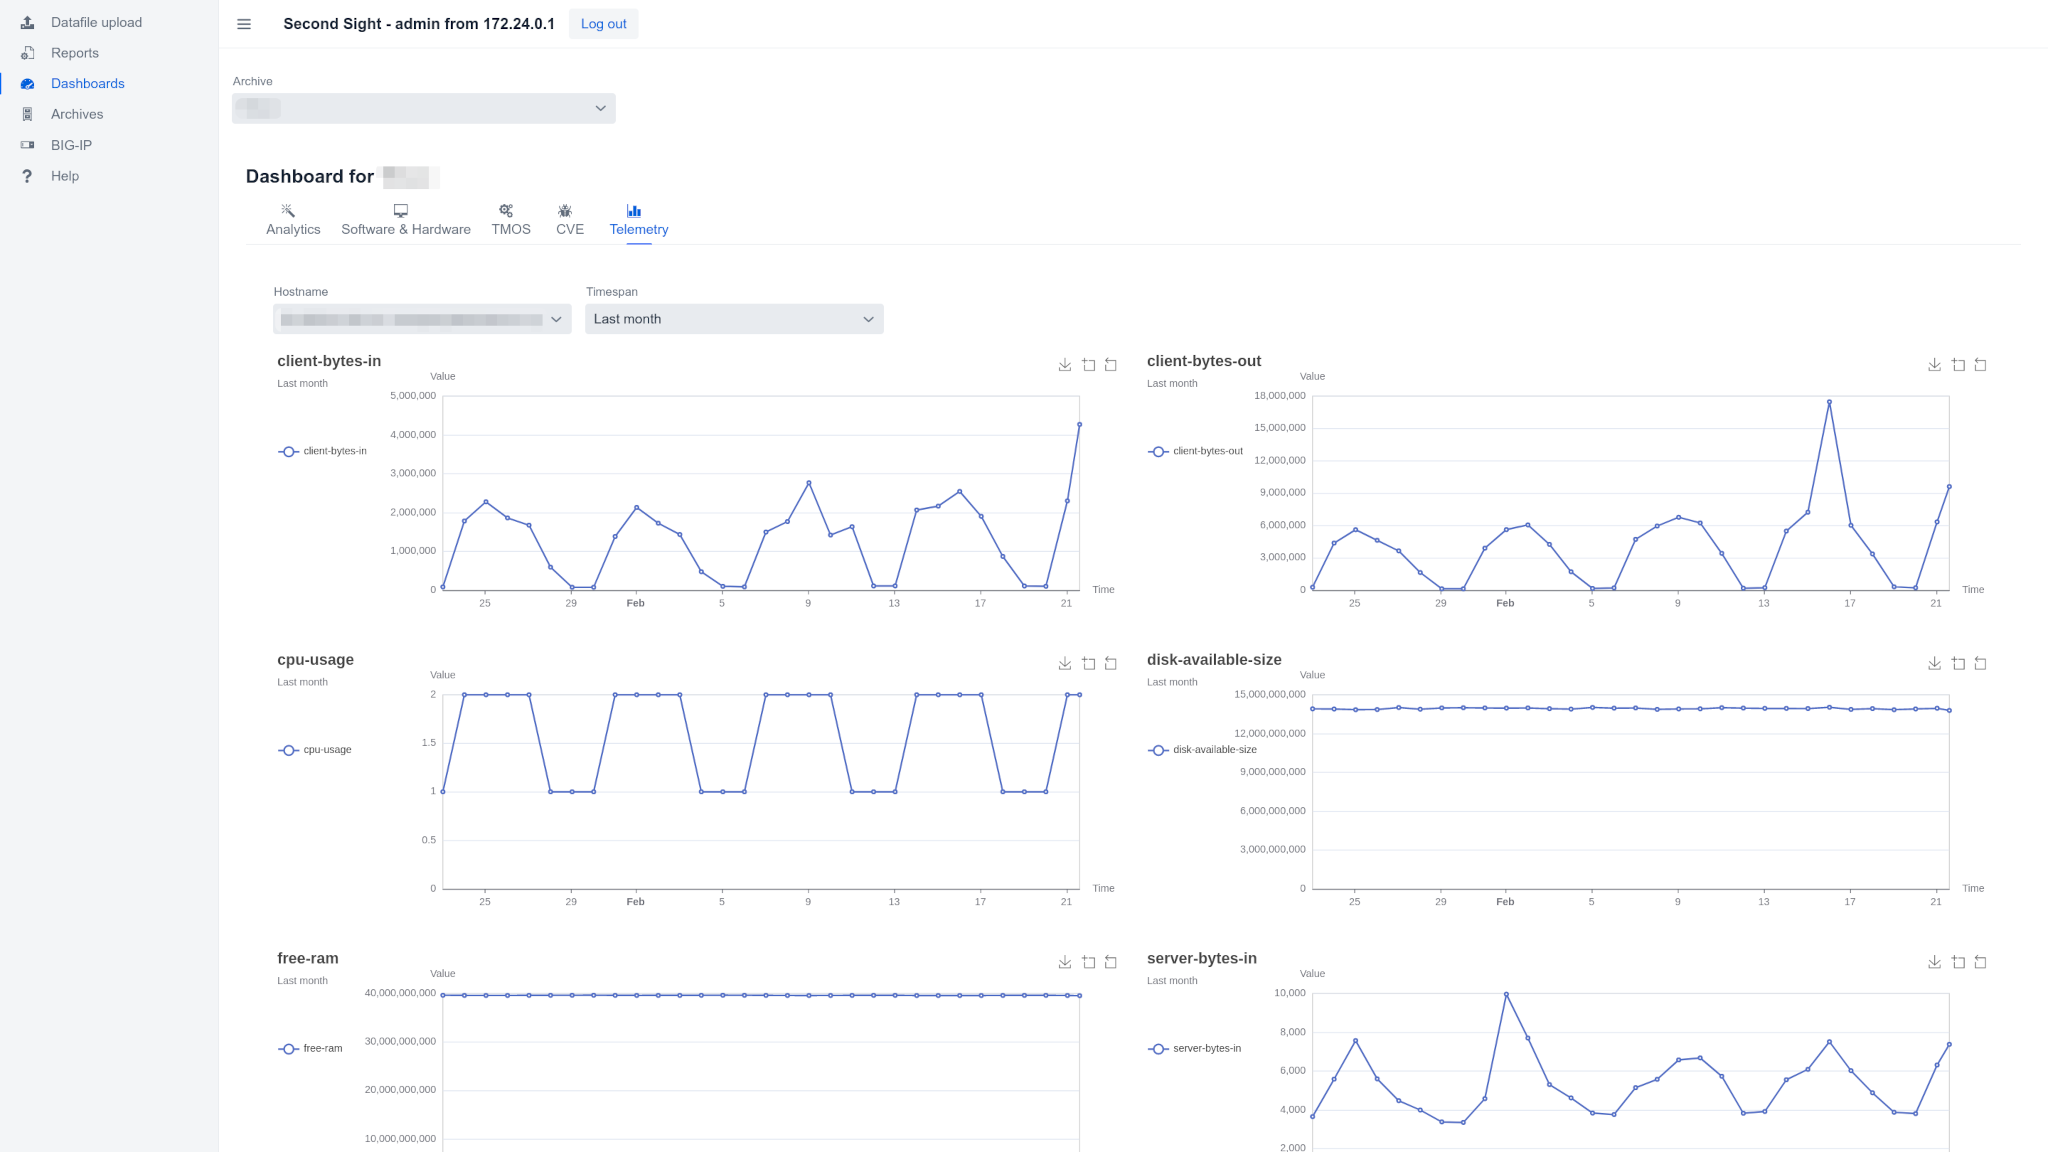 Datafile upload
Reports
Dashboards
Archives
BIG-IP
Help
Second Sight - admin from 172.24.0.1
Log out
Archive
Dashboard for
Analytics
Software & Hardware
TMOS
CVE
Telemetry
Hostname
Timespan
Last month
client-bytes-in
Last month
Value
5,000,000
4,000,000
3,000,000
2,000,000
1,000,000
0
client-bytes-in
25 29 Feb 5 9 13 17 21
Time
client-bytes-out
Last month
Value
18,000,000
15,000,000
12,000,000
9,000,000
6,000,000
3,000,000
0
client-bytes-out
25 29 Feb 5 9 13 17 21
Time
cpu-usage
Last month
Value
2
1.5
1
0.5
0
cpu-usage
25 29 Feb 5 9 13 17 21
Time
disk-available-size
Last month
Value
15,000,000,000
12,000,000,000
9,000,000,000
6,000,000,000
3,000,000,000
0
disk-available-size
25 29 Feb 5 9 13 17 21
Time
free-ram
Last month
Value
40,000,000,000
30,000,000,000
20,000,000,000
10,000,000,000
free-ram
server-bytes-in
Last month
Value
10,000
8,000
6,000
4,000
2,000
server-bytes-in